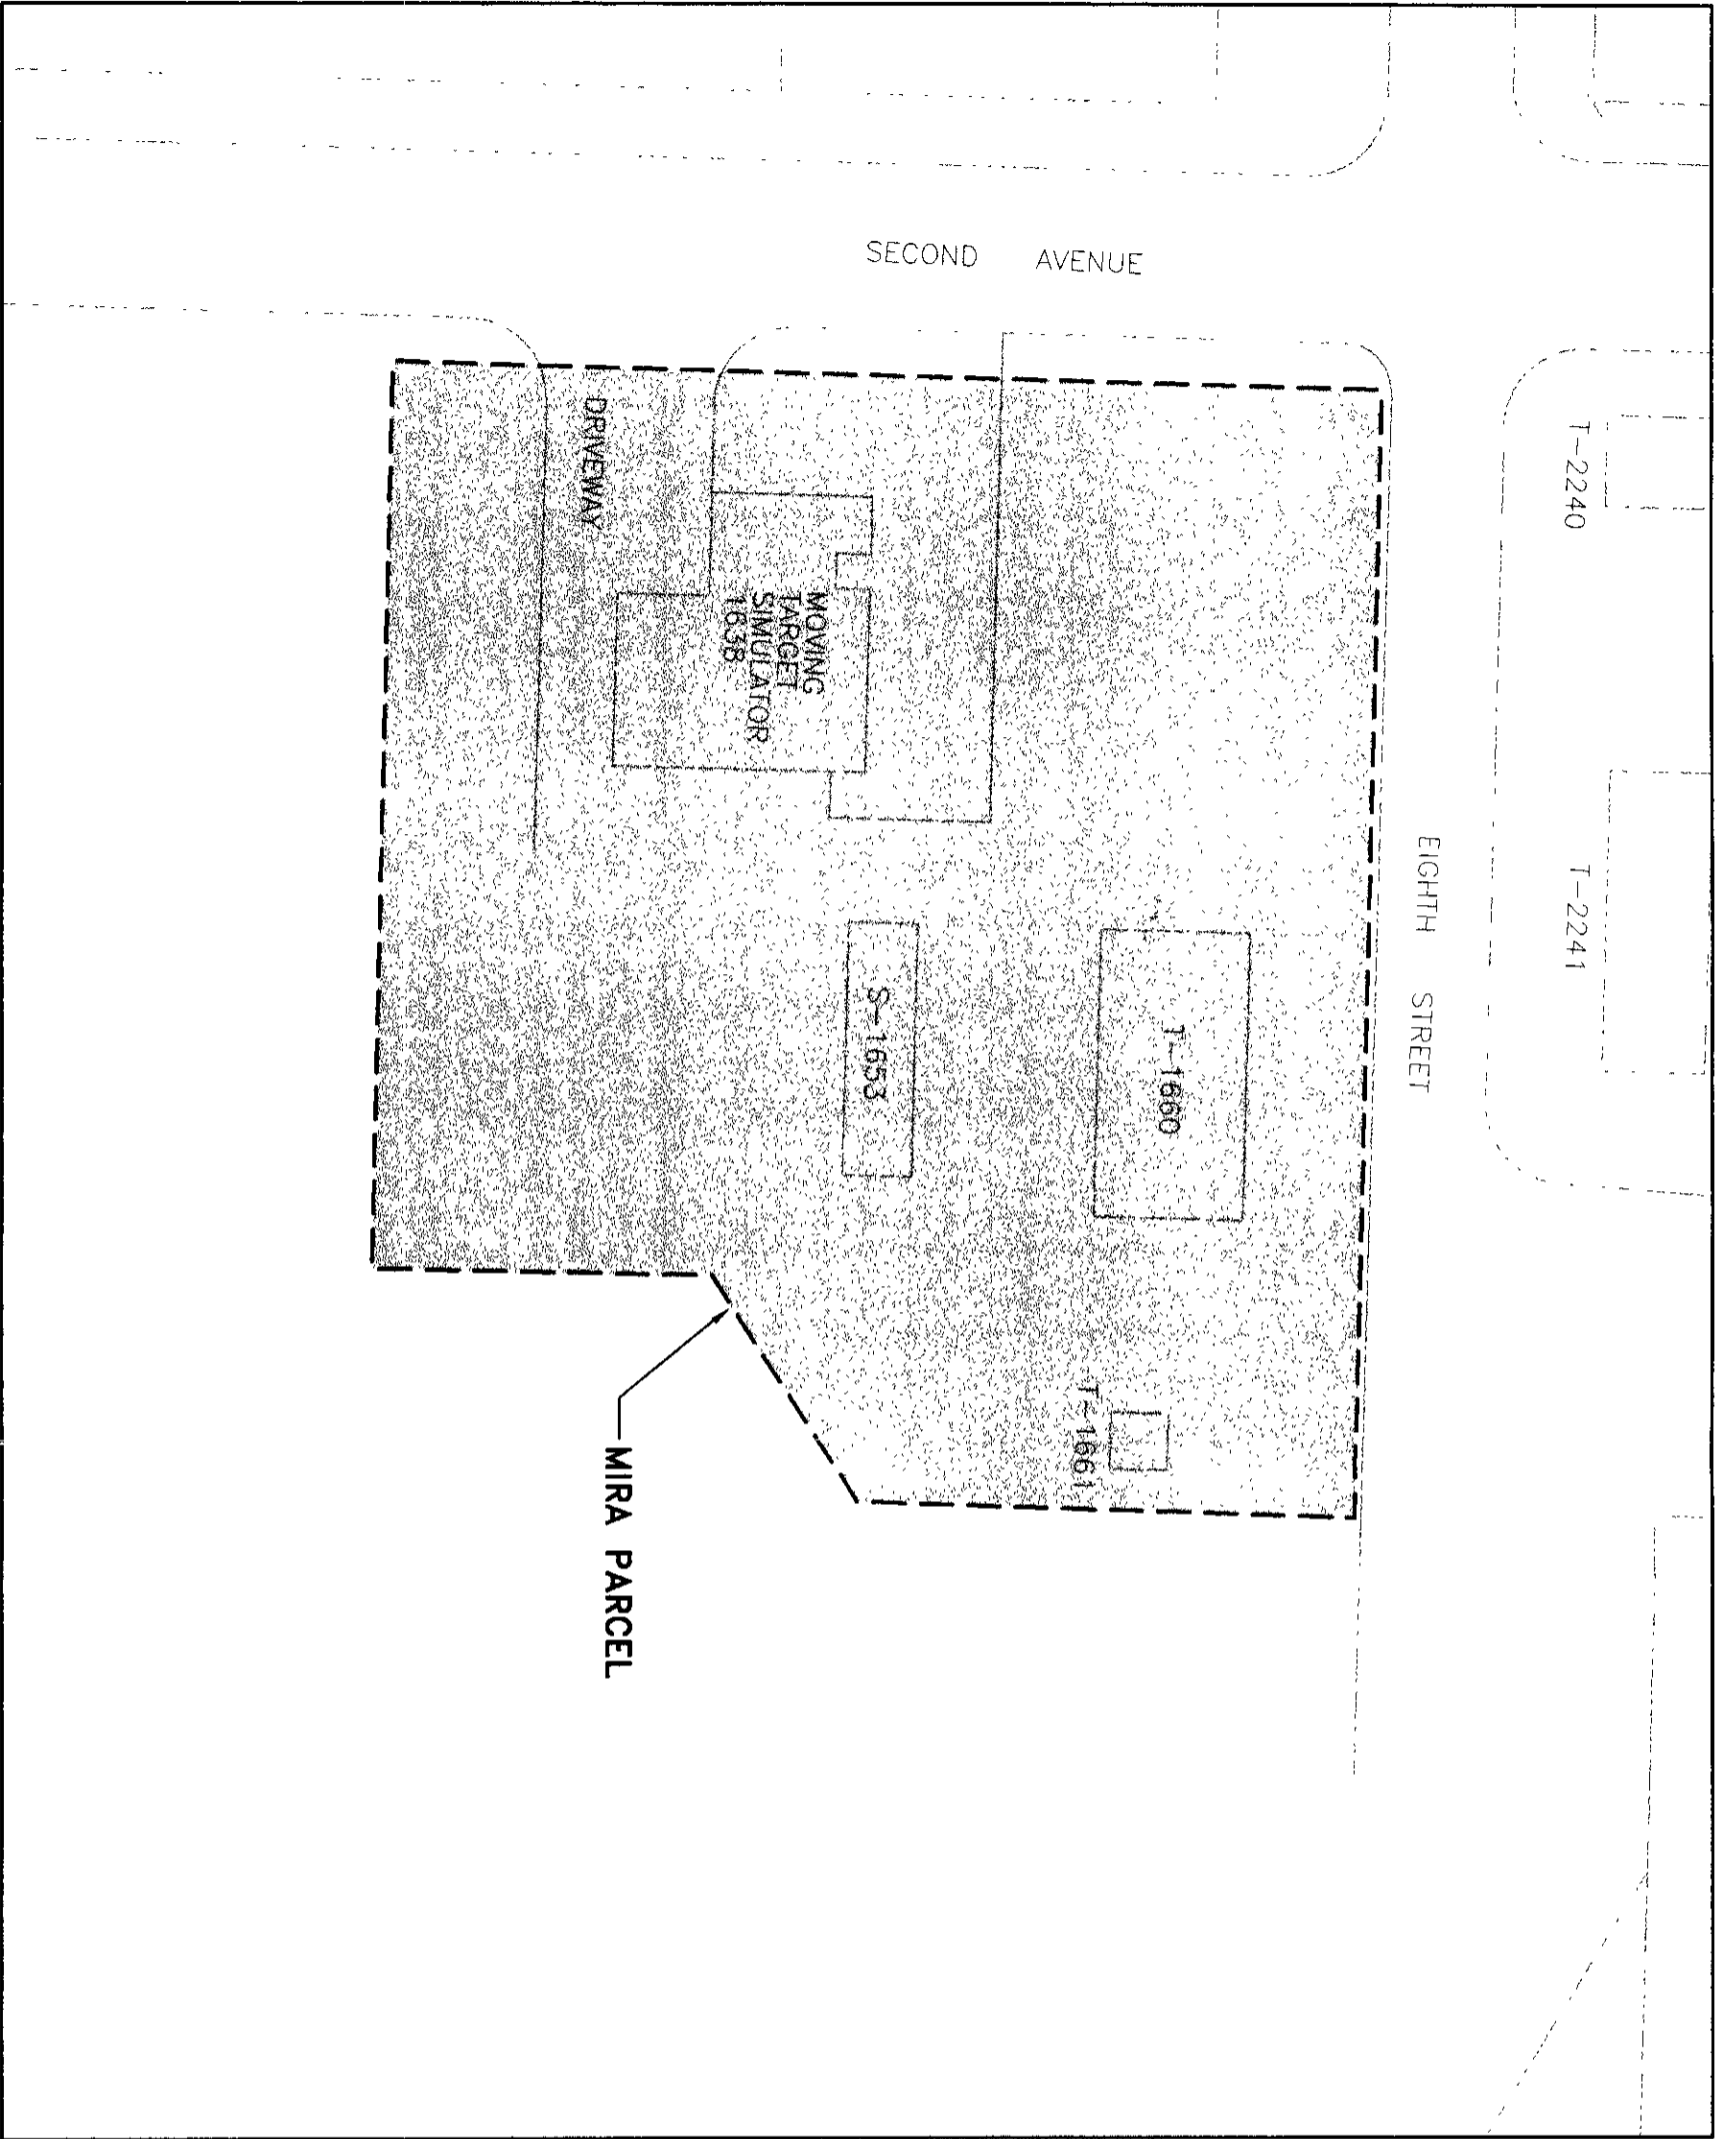 SECOND AVENUE
EIGHTH STREET
T-2240
T-2241
DRIVEWAY
MOVING
TARGET
SIMULATOR
1638
T-1660
S-1653
T-1661
MIRA PARCEL